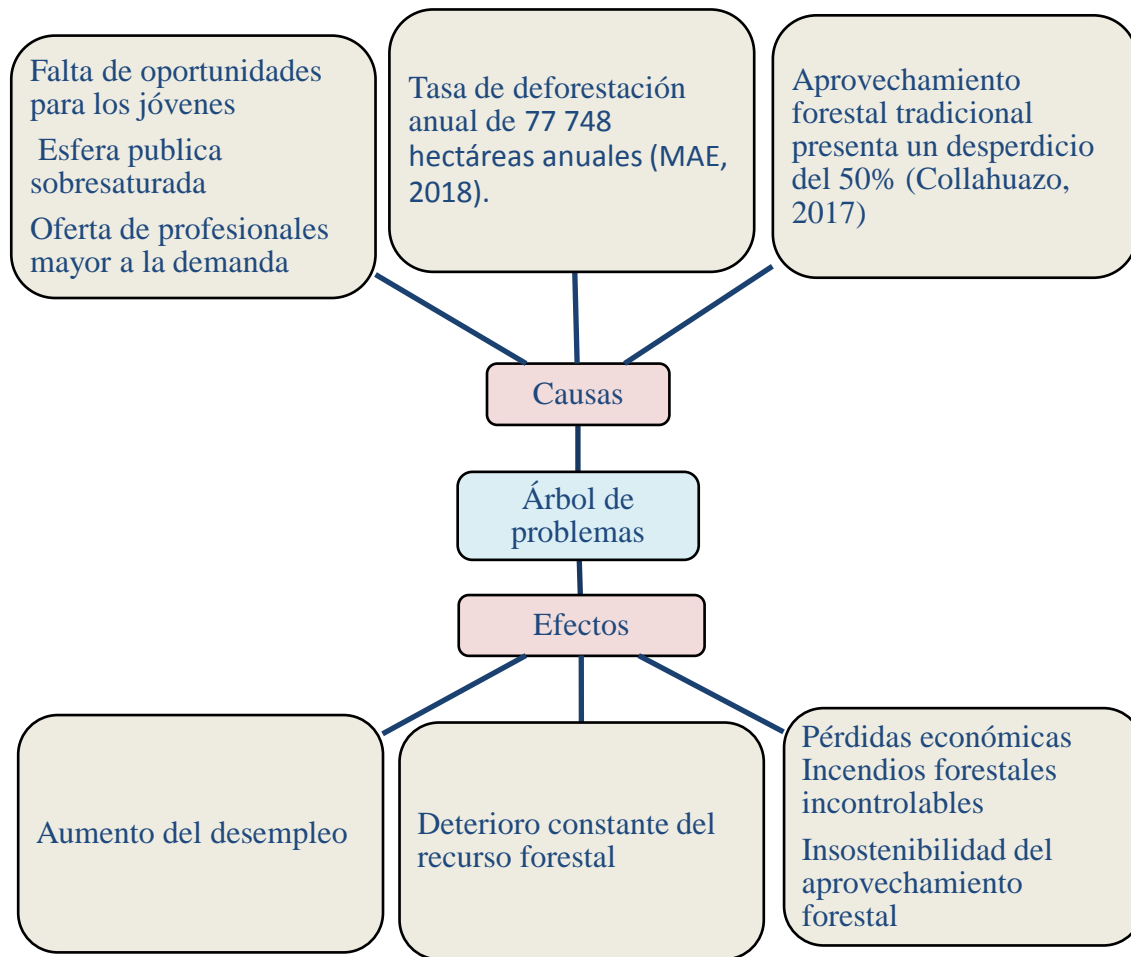 Falta de oportunidades
para los jóvenes
Esfera publica
sobresaturada
Oferta de profesionales
mayor a la demanda
Tasa de deforestación
anual de 77 748
hectáreas anuales (MAE,
2018).
Aprovechamiento
forestal tradicional
presenta un desperdicio
del 50% (Collahuazo,
2017)
Causas
Árbol de
problemas
Efectos
Aumento del desempleo
Deterioro constante del
recurso forestal
Pérdidas económicas
Incendios forestales
incontrolables
Insostenibilidad del
aprovechamiento
forestal